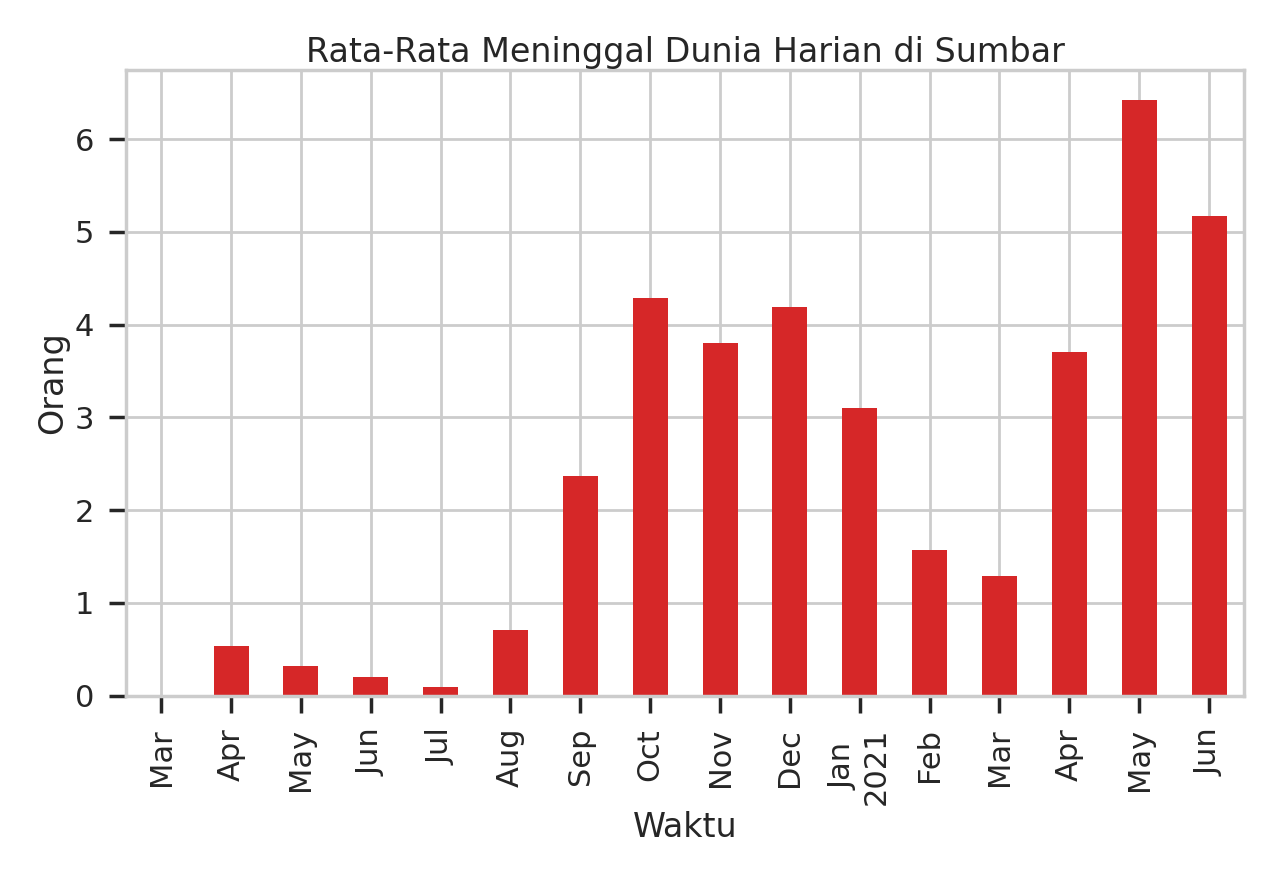 Rata-Rata Meninggal Dunia Harian di Sumbar
6
5
4
3
2
1
0
Orang
Mar
Apr
May
Jun
Jul
Aug
Sep
Oct
Nov
Dec
Jan
2021
Feb
Mar
Apr
May
Jun
Waktu